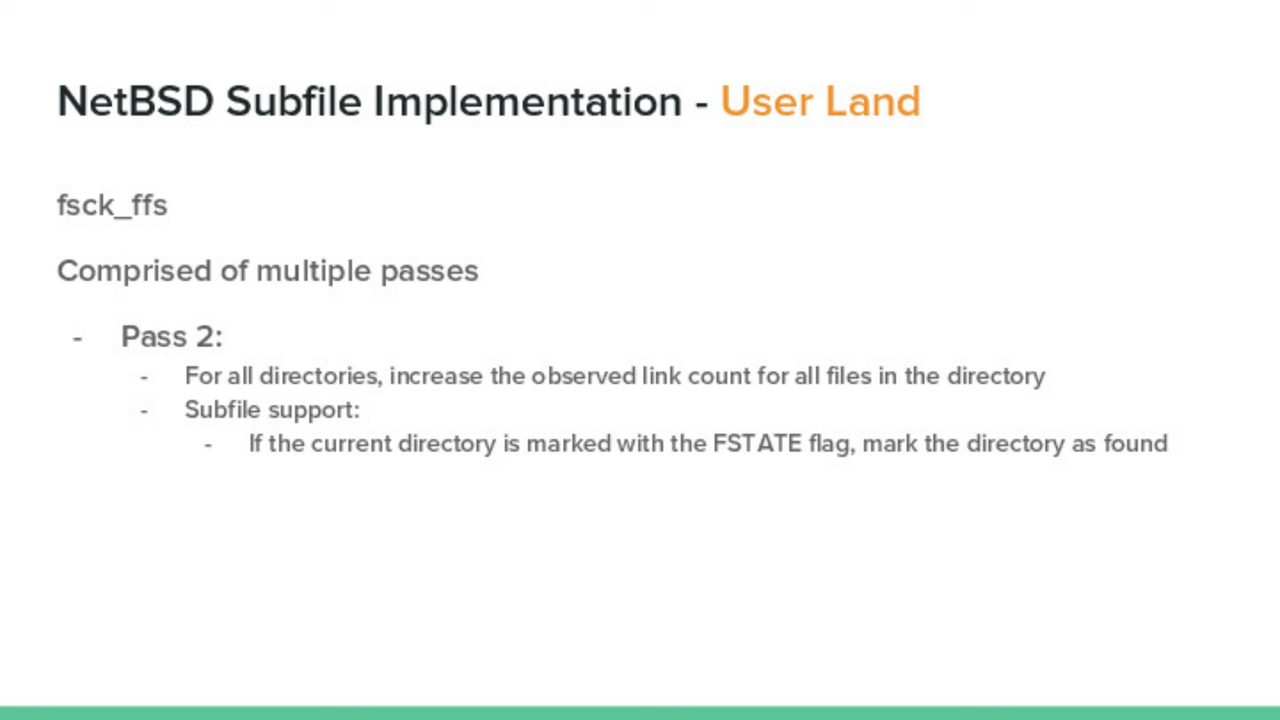 NetBSD Subfile Implementation - User Land
fsck_ffs
Comprised of multiple passes
- Pass 2:
- For all directories, increase the observed link count for all files in the directory
- Subfile support:
- If the current directory is marked with the FSTATE flag, mark the directory as found